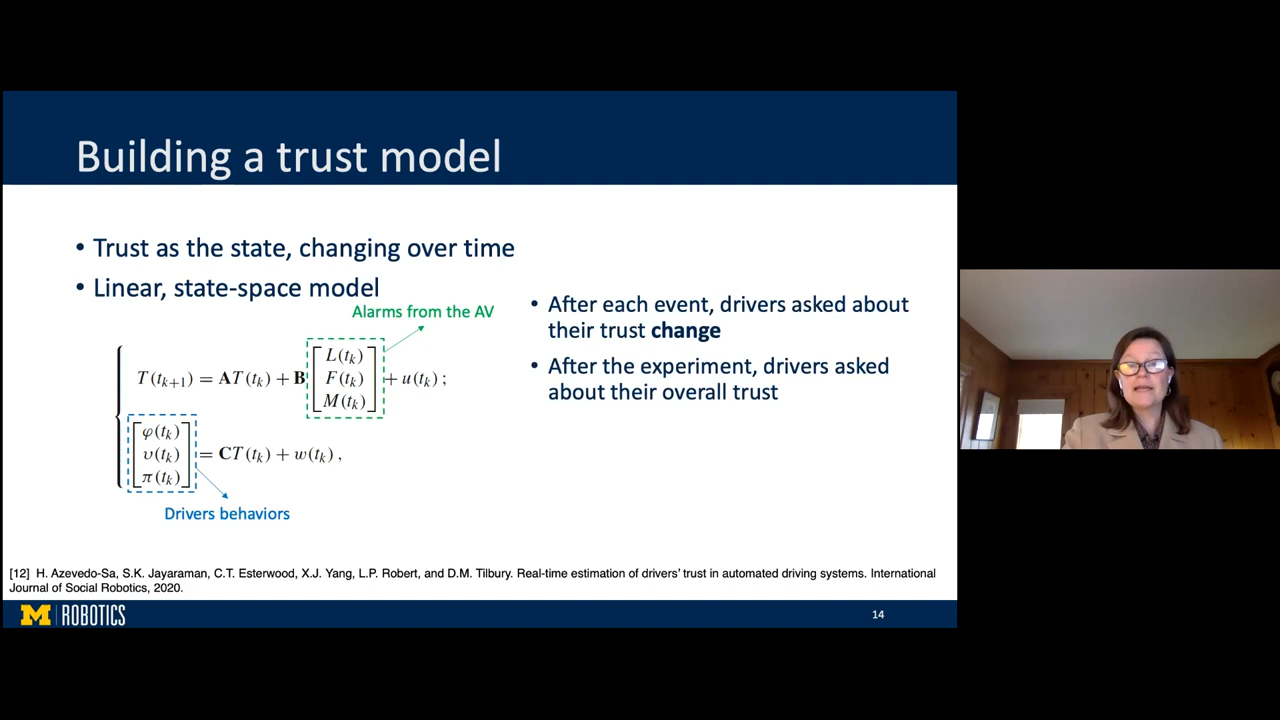 Building a trust model
• Trust as the state, changing over time
• Linear, state-space model
Alarms from the AV
T(t_{k+1}) = AT(t_k) + B [ L(t_k) F(t_k) M(t_k) ] + u(t_k) ;
[ φ(t_k) υ(t_k) π(t_k) ] = CT(t_k) + w(t_k) ,
Drivers behaviors
• After each event, drivers asked about
their trust change
• After the experiment, drivers asked
about their overall trust
[12] H. Azevedo-Sa, S.K. Jayaraman, C.T. Esterwood, X.J. Yang, L.P. Robert, and D.M. Tilbury. Real-time estimation of drivers' trust in automated driving systems. International
Journal of Social Robotics, 2020.
M | ROBOTICS
14